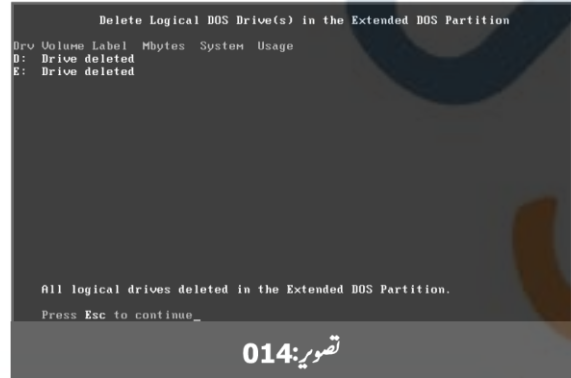 Delete Logical DOS Drive(s) in the Extended DOS Partition
Drv Volume Label Mbytes System Usage
D: Drive deleted
E: Drive deleted
All logical drives deleted in the Extended DOS Partition.
Press Esc to continue_
تصویر:014